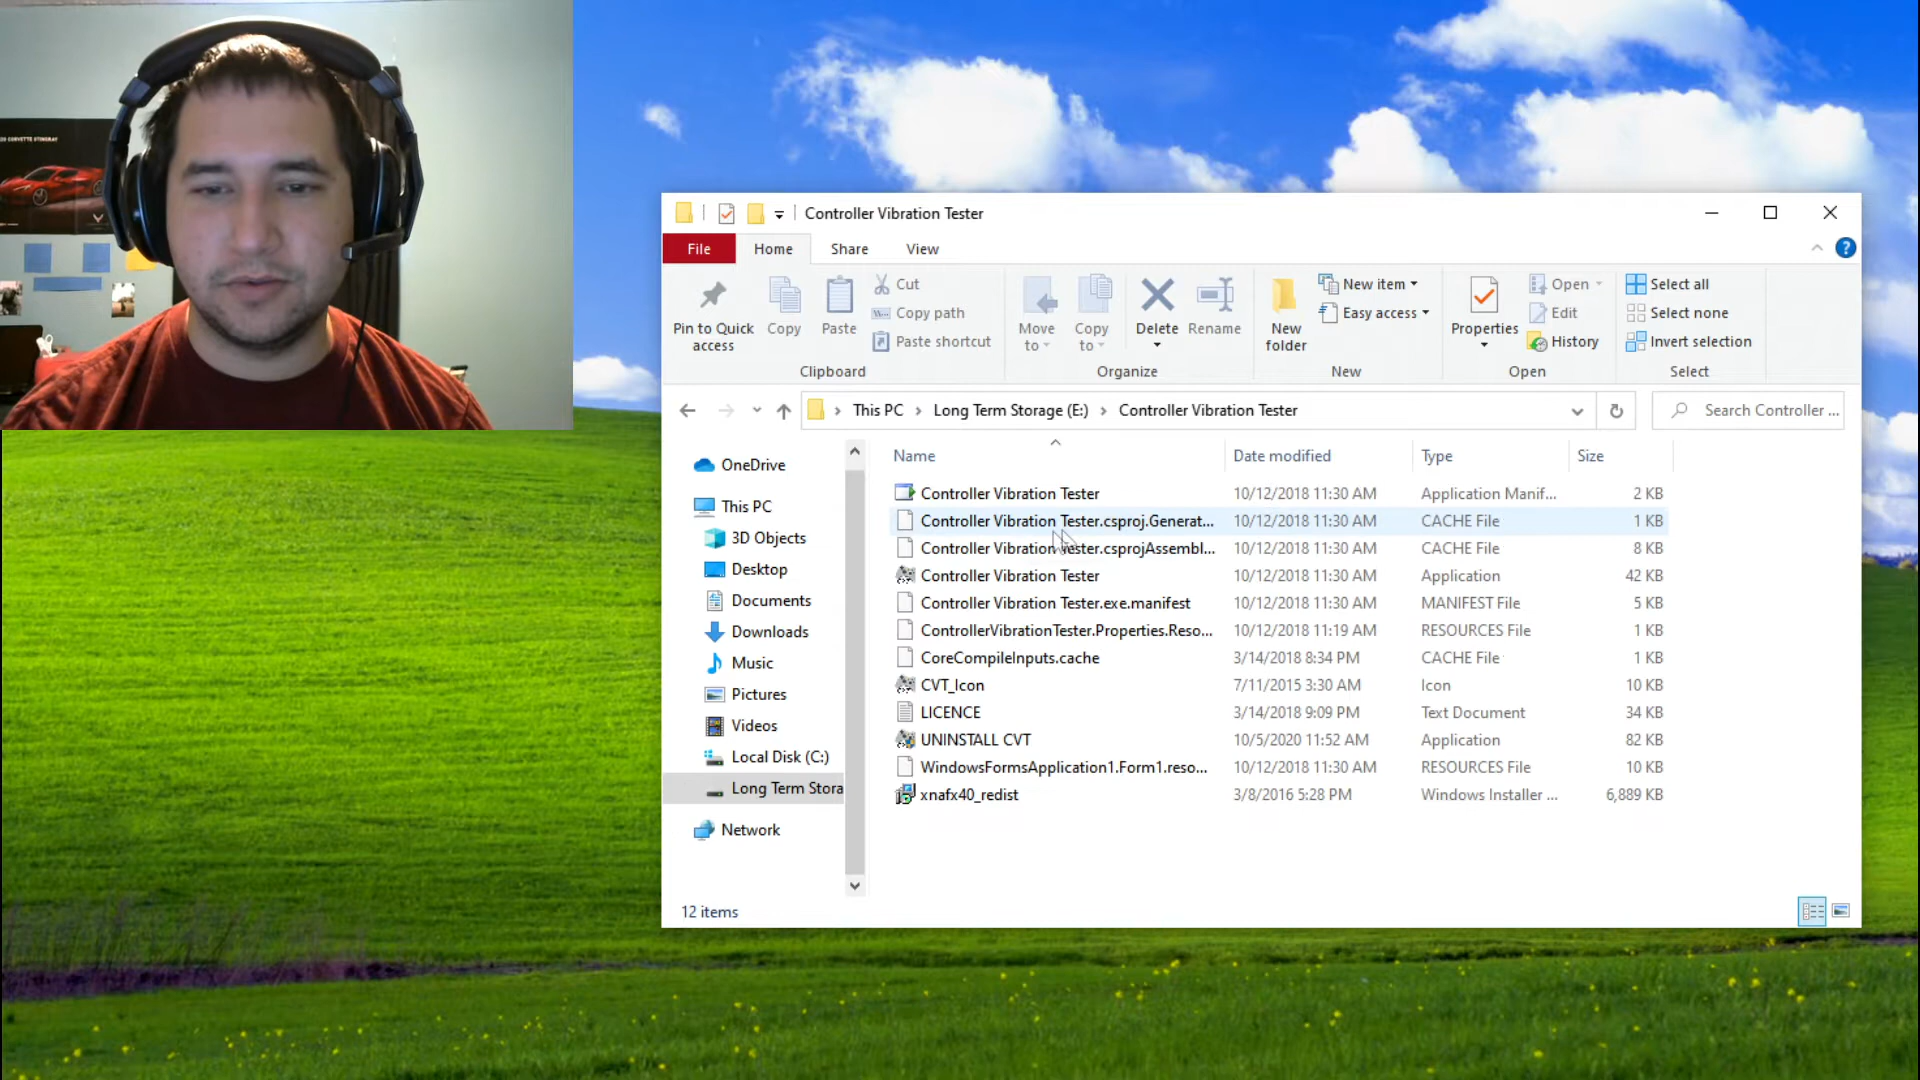 CORVETTE STINGRAY
Controller Vibration Tester
File Home Share View
Pin to Quick access
Copy
Paste
Cut
Copy path
Paste shortcut
Clipboard
Move to
Copy to
Delete
Rename
Organize
New folder
New item
Easy access
New
Properties
Open
Edit
History
Open
Select all
Select none
Invert selection
Select
This PC > Long Term Storage (E:) > Controller Vibration Tester
Search Controller ...
OneDrive
This PC
3D Objects
Desktop
Documents
Downloads
Music
Pictures
Videos
Local Disk (C:)
Long Term Stora
Network
Name Date modified Type Size
Controller Vibration Tester 10/12/2018 11:30 AM Application Manif... 2 KB
Controller Vibration Tester.csproj.Generat... 10/12/2018 11:30 AM CACHE File 1 KB
Controller Vibration Tester.csprojAssembl... 10/12/2018 11:30 AM CACHE File 8 KB
Controller Vibration Tester 10/12/2018 11:30 AM Application 42 KB
Controller Vibration Tester.exe.manifest 10/12/2018 11:30 AM MANIFEST File 5 KB
ControllerVibrationTester.Properties.Reso... 10/12/2018 11:19 AM RESOURCES File 1 KB
CoreCompileInputs.cache 3/14/2018 8:34 PM CACHE File 1 KB
CVT_Icon 7/11/2015 3:30 AM Icon 10 KB
LICENCE 3/14/2018 9:09 PM Text Document 34 KB
UNINSTALL CVT 10/5/2020 11:52 AM Application 82 KB
WindowsFormsApplication1.Form1.reso... 10/12/2018 11:30 AM RESOURCES File 10 KB
xnafx40_redist 3/8/2016 5:28 PM Windows Installer ... 6,889 KB
12 items